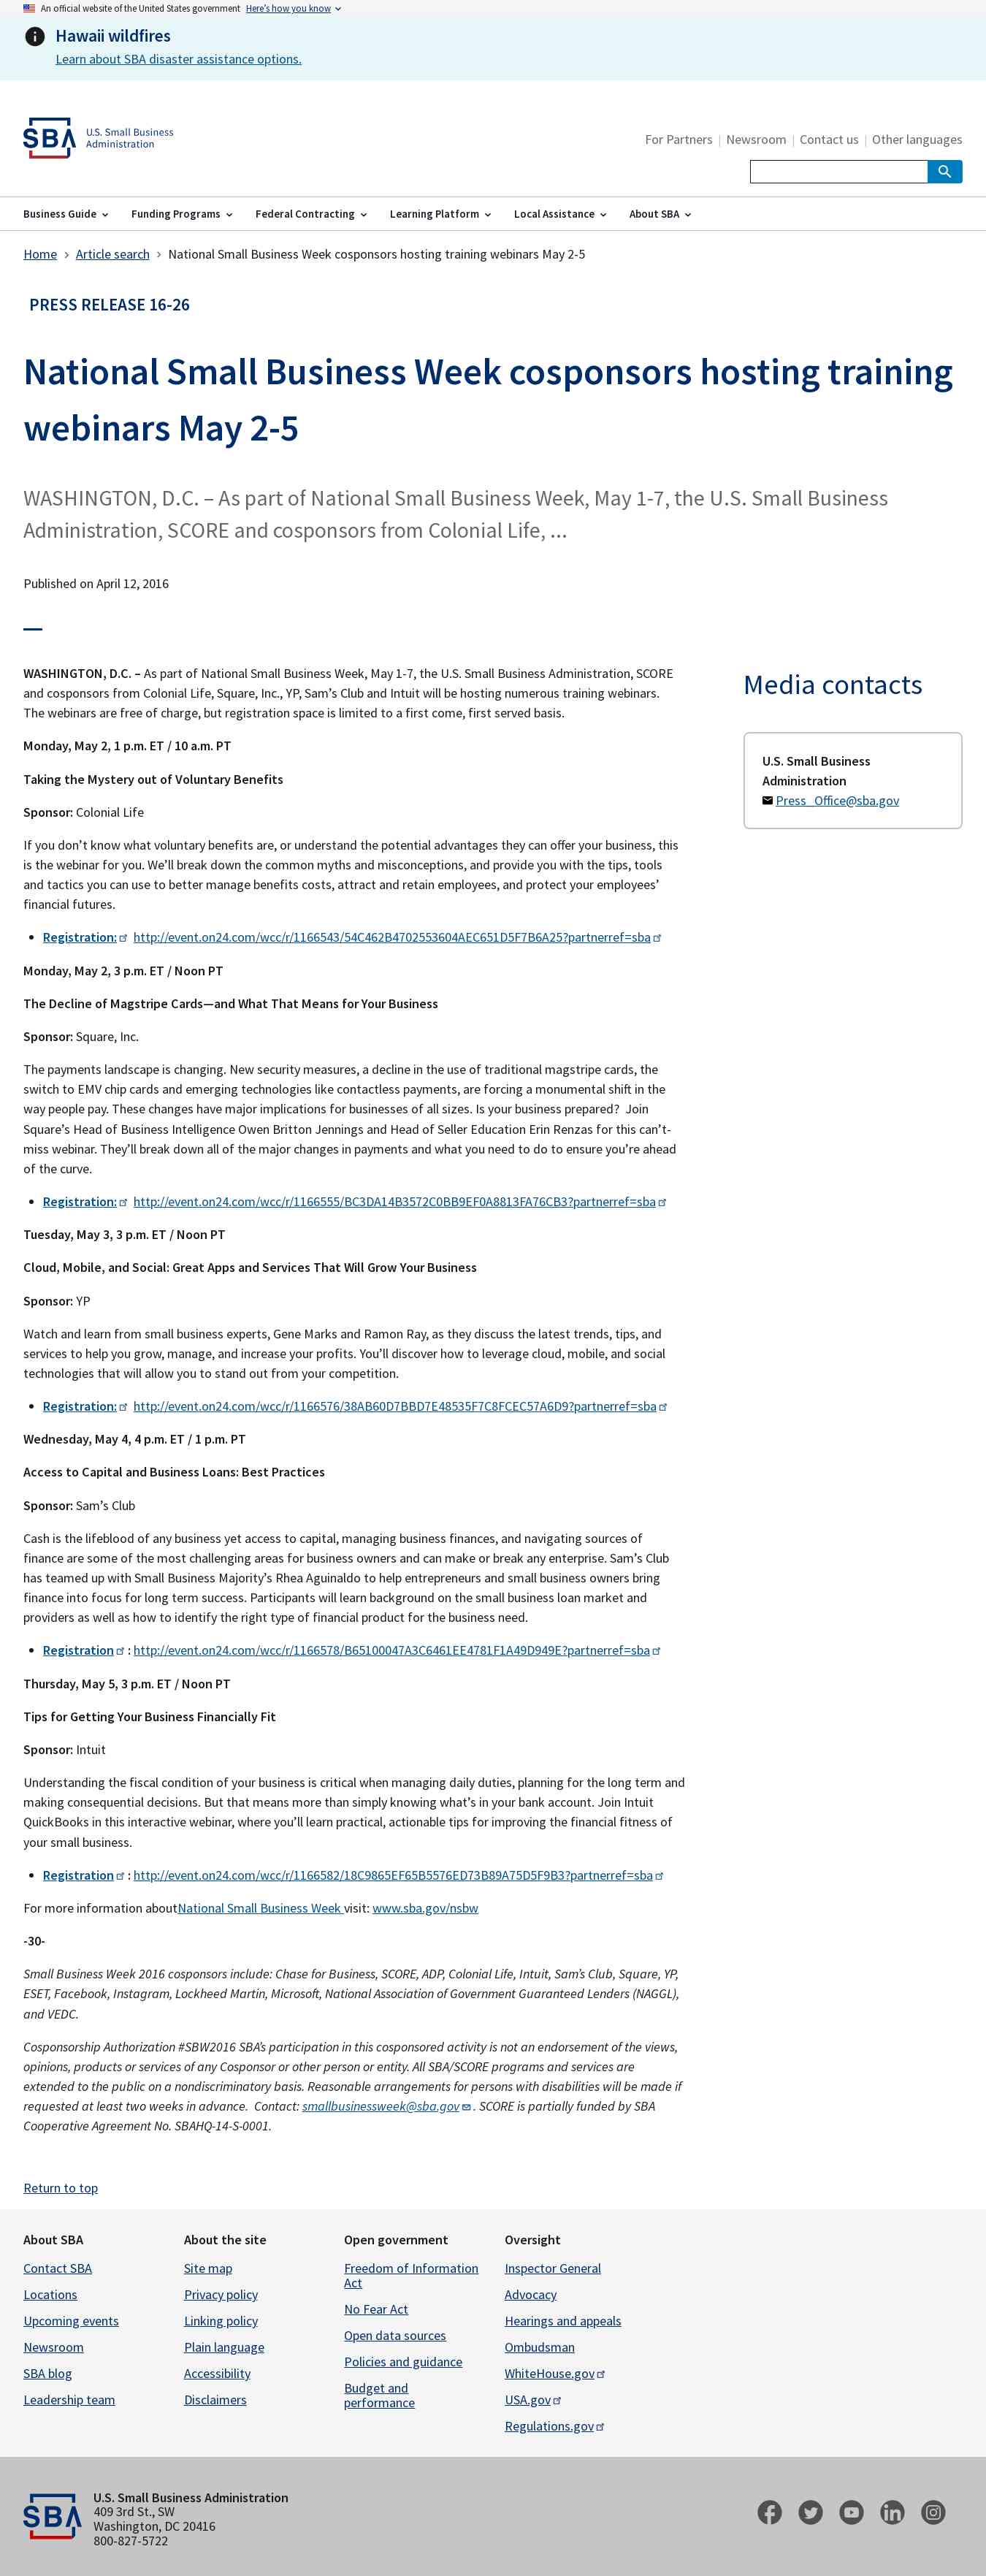 An official website of the United States government Here's how you know
Hawaii wildfires
Learn about SBA disaster assistance options.
SBA U.S. Small Business
Administration
For Partners | Newsroom | Contact us | Other languages
Business Guide Funding Programs Federal Contracting Learning Platform Local Assistance About SBA
Home > Article search > National Small Business Week cosponsors hosting training webinars May 2-5
PRESS RELEASE 16-26
National Small Business Week cosponsors hosting training
webinars May 2-5
WASHINGTON, D.C. – As part of National Small Business Week, May 1-7, the U.S. Small Business
Administration, SCORE and cosponsors from Colonial Life, ...
Published on April 12, 2016
WASHINGTON, D.C. – As part of National Small Business Week, May 1-7, the U.S. Small Business Administration, SCORE
and cosponsors from Colonial Life, Square, Inc., YP, Sam's Club and Intuit will be hosting numerous training webinars.
The webinars are free of charge, but registration space is limited to a first come, first served basis.
Monday, May 2, 1 p.m. ET / 10 a.m. PT
Taking the Mystery out of Voluntary Benefits
Sponsor: Colonial Life
If you don't know what voluntary benefits are, or understand the potential advantages they can offer your business, this
is the webinar for you. We'll break down the common myths and misconceptions, and provide you with the tips, tools
and tactics you can use to better manage benefits costs, attract and retain employees, and protect your employees'
financial futures.
• Registration: http://event.on24.com/wcc/r/1166543/54C462B4702553604AEC651D5F7B6A25?partnerref=sba
Monday, May 2, 3 p.m. ET / Noon PT
The Decline of Magstripe Cards—and What That Means for Your Business
Sponsor: Square, Inc.
The payments landscape is changing. New security measures, a decline in the use of traditional magstripe cards, the
switch to EMV chip cards and emerging technologies like contactless payments, are forcing a monumental shift in the
way people pay. These changes have major implications for businesses of all sizes. Is your business prepared? Join
Square's Head of Business Intelligence Owen Britton Jennings and Head of Seller Education Erin Renzas for this can't-
miss webinar. They'll break down all of the major changes in payments and what you need to do to ensure you're ahead
of the curve.
• Registration: http://event.on24.com/wcc/r/1166555/BC3DA14B3572C0BB9EF0A8813FA76CB3?partnerref=sba
Tuesday, May 3, 3 p.m. ET / Noon PT
Cloud, Mobile, and Social: Great Apps and Services That Will Grow Your Business
Sponsor: YP
Watch and learn from small business experts, Gene Marks and Ramon Ray, as they discuss the latest trends, tips, and
services to help you grow, manage, and increase your profits. You'll discover how to leverage cloud, mobile, and social
technologies that will allow you to stand out from your competition.
• Registration: http://event.on24.com/wcc/r/1166576/38AB60D7BBD7E48535F7C8FCEC57A6D9?partnerref=sba
Wednesday, May 4, 4 p.m. ET / 1 p.m. PT
Access to Capital and Business Loans: Best Practices
Sponsor: Sam's Club
Cash is the lifeblood of any business yet access to capital, managing business finances, and navigating sources of
finance are some of the most challenging areas for business owners and can make or break any enterprise. Sam's Club
has teamed up with Small Business Majority's Rhea Aguinaldo to help entrepreneurs and small business owners bring
finance into focus for long term success. Participants will learn background on the small business loan market and
providers as well as how to identify the right type of financial product for the business need.
• Registration : http://event.on24.com/wcc/r/1166578/B65100047A3C6461EE4781F1A49D949E?partnerref=sba
Thursday, May 5, 3 p.m. ET / Noon PT
Tips for Getting Your Business Financially Fit
Sponsor: Intuit
Understanding the fiscal condition of your business is critical when managing daily duties, planning for the long term and
making consequential decisions. But that means more than simply knowing what's in your bank account. Join Intuit
QuickBooks in this interactive webinar, where you'll learn practical, actionable tips for improving the financial fitness of
your small business.
• Registration : http://event.on24.com/wcc/r/1166582/18C9865EF65B5576ED73B89A75D5F9B3?partnerref=sba
For more information aboutNational Small Business Week visit: www.sba.gov/nsbw
-30-
Small Business Week 2016 cosponsors include: Chase for Business, SCORE, ADP, Colonial Life, Intuit, Sam's Club, Square, YP,
ESET, Facebook, Instagram, Lockheed Martin, Microsoft, National Association of Government Guaranteed Lenders (NAGGL),
and VEDC.
Cosponsorship Authorization #SBW2016 SBA's participation in this cosponsored activity is not an endorsement of the views,
opinions, products or services of any Cosponsor or other person or entity. All SBA/SCORE programs and services are
extended to the public on a nondiscriminatory basis. Reasonable arrangements for persons with disabilities will be made if
requested at least two weeks in advance. Contact: smallbusinessweek@sba.gov . SCORE is partially funded by SBA
Cooperative Agreement No. SBAHQ-14-S-0001.
Media contacts
U.S. Small Business
Administration
Press_Office@sba.gov
Return to top
About SBA
Contact SBA
Locations
Upcoming events
Newsroom
SBA blog
Leadership team
About the site
Site map
Privacy policy
Linking policy
Plain language
Accessibility
Disclaimers
Open government
Freedom of Information
Act
No Fear Act
Open data sources
Policies and guidance
Budget and
performance
Oversight
Inspector General
Advocacy
Hearings and appeals
Ombudsman
WhiteHouse.gov
USA.gov
Regulations.gov
SBA
U.S. Small Business Administration
409 3rd St., SW
Washington, DC 20416
800-827-5722